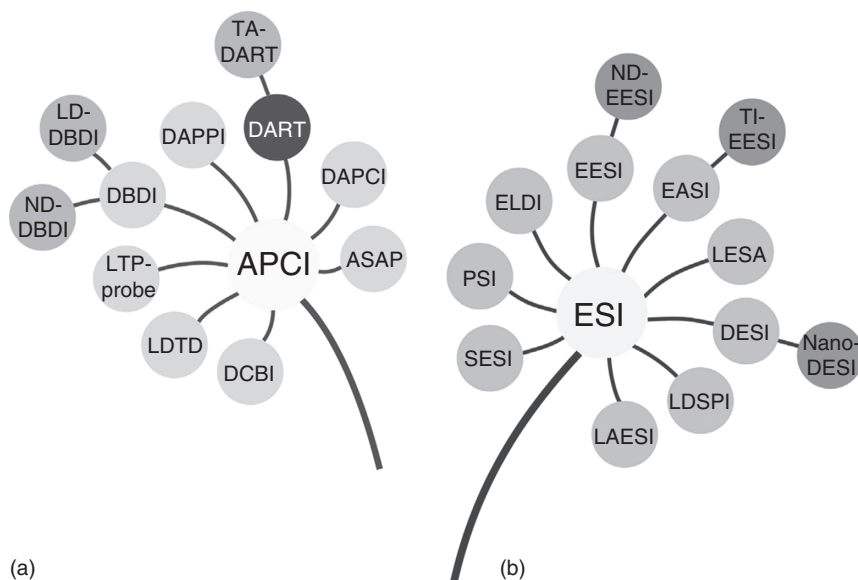 TA-
DART
LD-
DBDI
DAPPI
DART
DBDI
DAPCI
ND-
DBDI
LTP-
probe
APCI
ASAP
LDTD
DCBI
(a)
ND-
EESI
TI-
EESI
EESI
EASI
ELDI
LESA
PSI
ESI
SESI
DESI
Nano-
DESI
LDSPI
LAESI
(b)